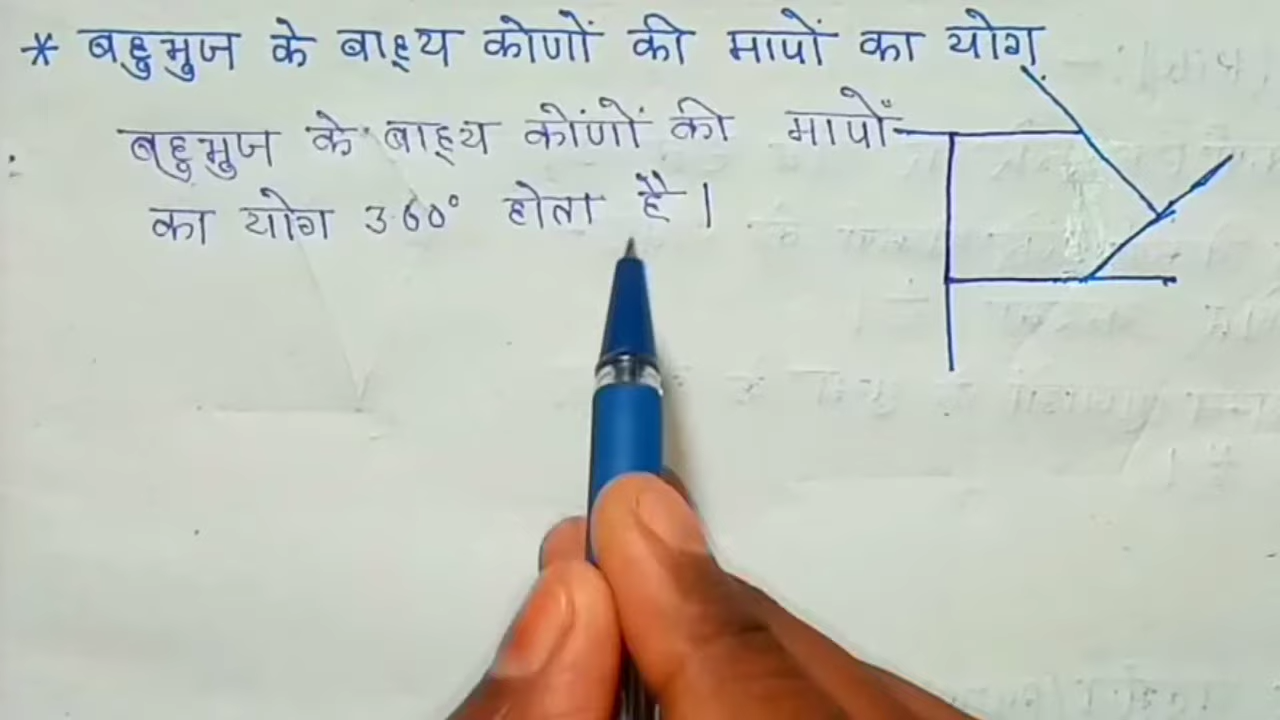 * बहुभुज के बाह्य कोणों की मापों का योग
बहुभुज के बाह्य कोंणों की मापों
का योग 360° होता है।